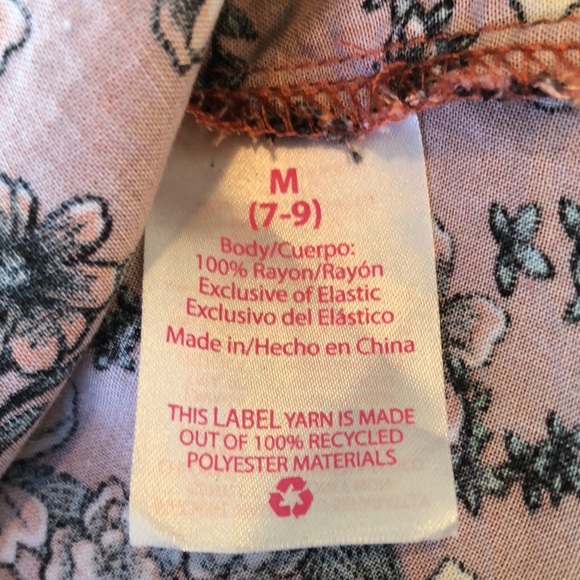 M
(7-9)
Body/Cuerpo:
100% Rayon/Rayón
Exclusive of Elastic
Exclusivo del Elástico
Made in/Hecho en China
THIS LABEL YARN IS MADE
OUT OF 100% RECYCLED
POLYESTER MATERIALS